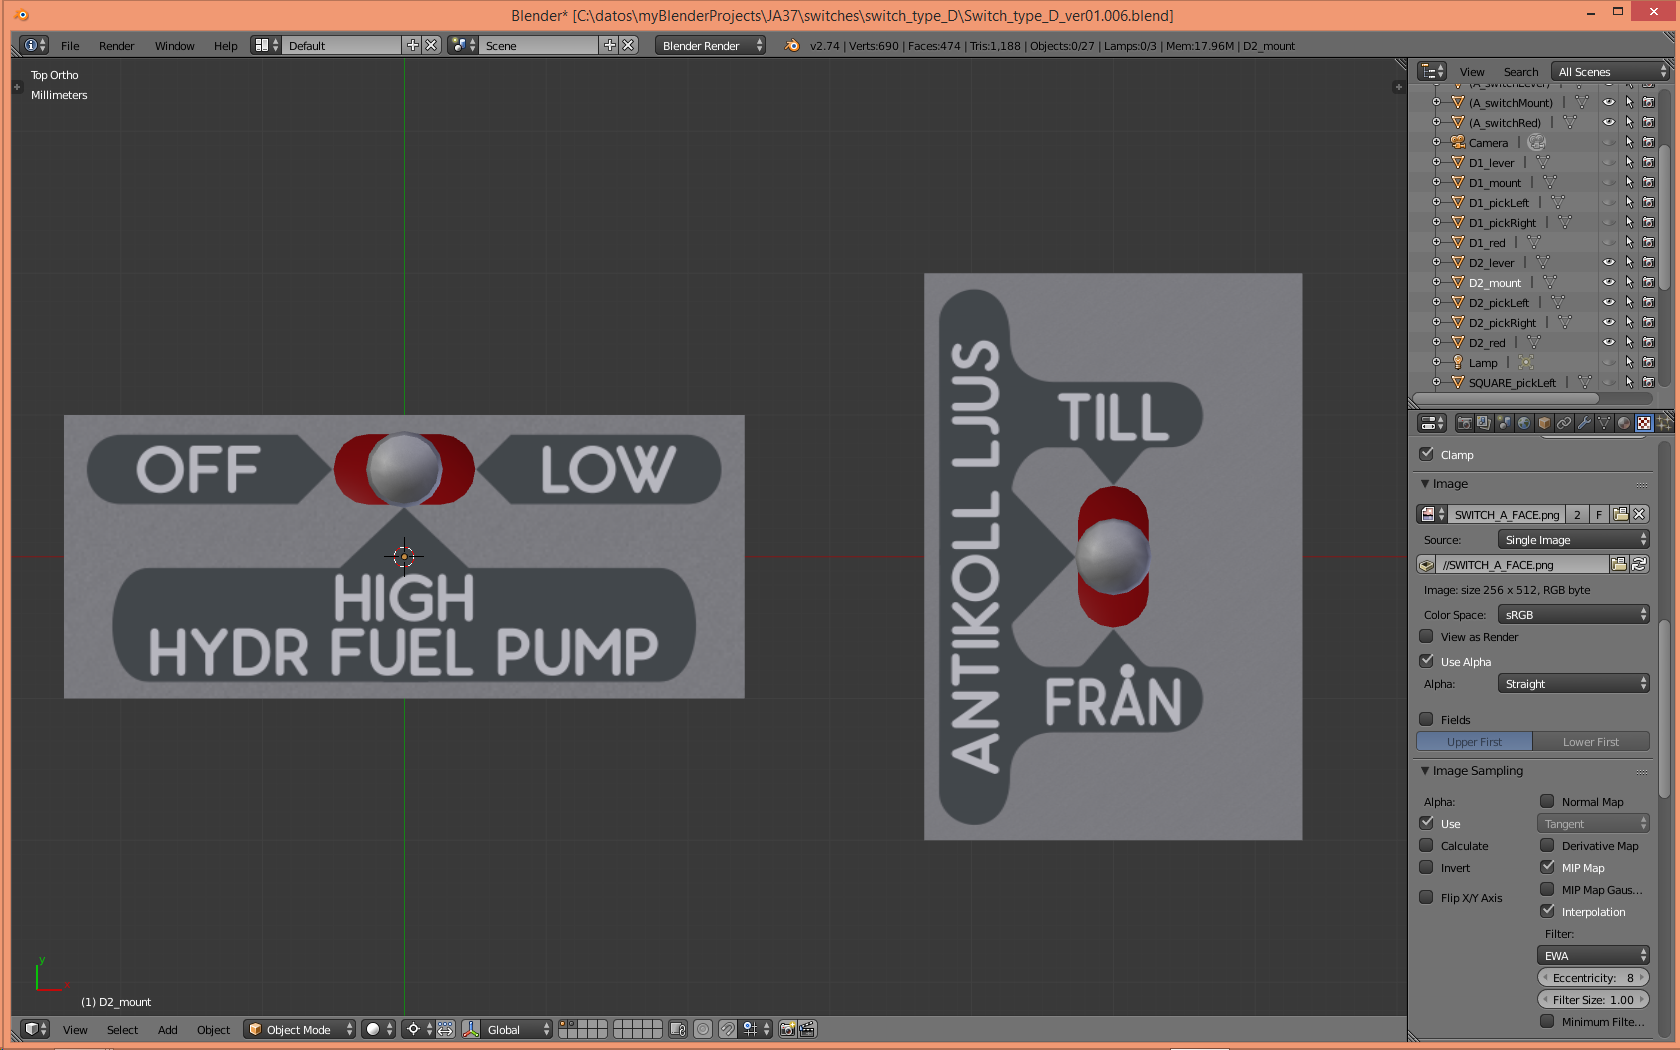 Blender* [C:\datos\myBlenderProjects\JA37\switches\switch_type_D\Switch_type_D_ver01.006.blend]
File Render Window Help Default Scene Blender Render v2.74 | Verts:690 | Faces:474 | Tris:1,188 | Objects:0/27 | Lamps:0/3 | Mem:17.96M | D2_mount
Top Ortho
Millimeters
OFF LOW
HIGH
HYDR FUEL PUMP
ANTIKOLL LJUS
TILL
FRÅN
y
x
(1) D2_mount
View Select Add Object Object Mode Global
View Search All Scenes
(A_switchLever)
(A_switchMount)
(A_switchRed)
Camera
D1_lever
D1_mount
D1_pickLeft
D1_pickRight
D1_red
D2_lever
D2_mount
D2_pickLeft
D2_pickRight
D2_red
Lamp
SQUARE_pickLeft
Clamp
Image
SWITCH_A_FACE.png 2 F
Source: Single Image
//SWITCH_A_FACE.png
Image: size 256 x 512, RGB byte
Color Space: sRGB
View as Render
Use Alpha
Alpha: Straight
Fields
Upper First Lower First
Image Sampling
Alpha: Normal Map
Use Tangent
Calculate Derivative Map
Invert MIP Map
MIP Map Gaus...
Flip X/Y Axis
Interpolation
Filter:
EWA
Eccentricity: 8
Filter Size: 1.00
Minimum Filte...